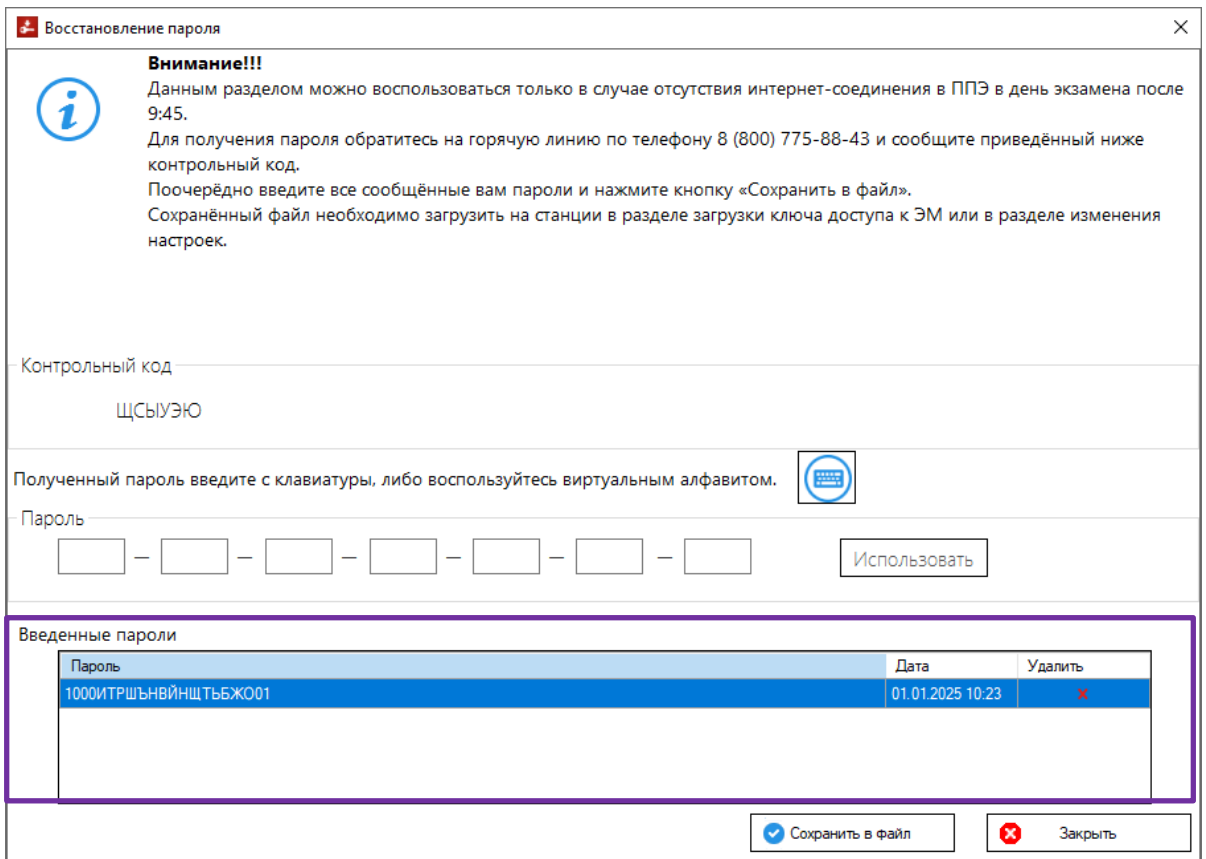 Восстановление пароля
Внимание!!!
Данным разделом можно воспользоваться только в случае отсутствия интернет-соединения в ППЭ в день экзамена после
9:45.
Для получения пароля обратитесь на горячую линию по телефону 8 (800) 775-88-43 и сообщите приведённый ниже
контрольный код.
Поочерёдно введите все сообщённые вам пароли и нажмите кнопку «Сохранить в файл».
Сохранённый файл необходимо загрузить на станции в разделе загрузки ключа доступа к ЭМ или в разделе изменения
настроек.
Контрольный код
ЩСЫУЭЮ
Полученный пароль введите с клавиатуры, либо воспользуйтесь виртуальным алфавитом.
Пароль
— — — — — —
Использовать
Введенные пароли
Пароль Дата Удалить
1000ИТРШЪНВЙНЩТЬБЖО01 01.01.2025 10:23
Сохранить в файл Закрыть